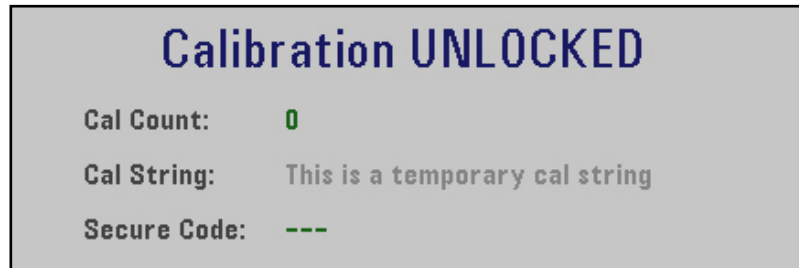 Calibration UNLOCKED
Cal Count: 0
Cal String: This is a temporary cal string
Secure Code: ---